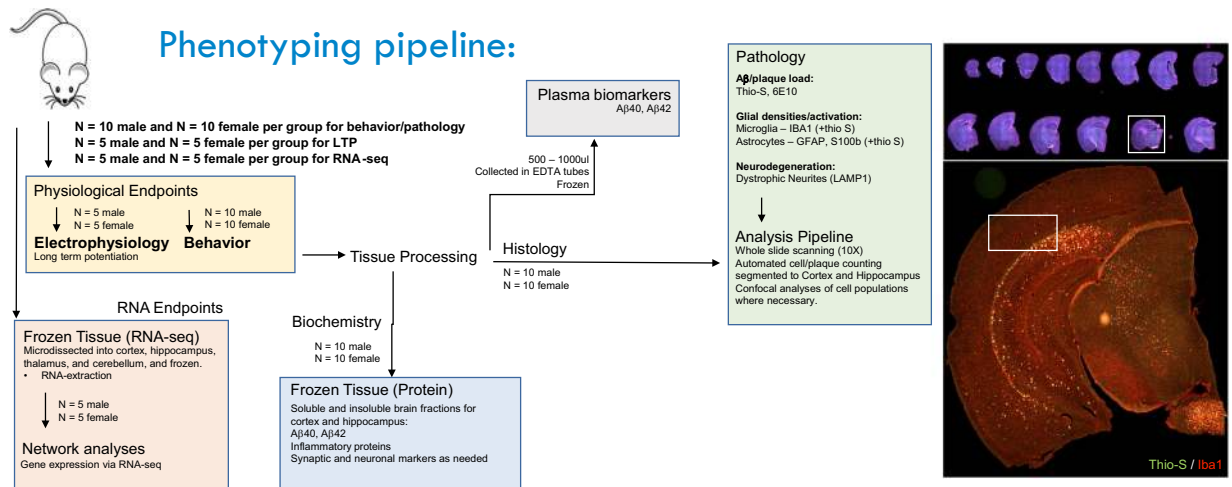 Phenotyping pipeline:
N = 10 male and N = 10 female per group for behavior/pathology
N = 5 male and N = 5 female per group for LTP
N = 5 male and N = 5 female per group for RNA-seq
Physiological Endpoints
N = 5 male
N = 5 female
N = 10 male
N = 10 female
Electrophysiology
Behavior
Long term potentiation
RNA Endpoints
Frozen Tissue (RNA-seq)
Microdissected into cortex, hippocampus,
thalamus, and cerebellum, and frozen.
• RNA-extraction
N = 5 male
N = 5 female
Network analyses
Gene expression via RNA-seq
Tissue Processing
Biochemistry
N = 10 male
N = 10 female
Frozen Tissue (Protein)
Soluble and insoluble brain fractions for
cortex and hippocampus:
Aβ40, Aβ42
Inflammatory proteins
Synaptic and neuronal markers as needed
Plasma biomarkers
Aβ40, Aβ42
500 – 1000ul
Collected in EDTA tubes
Frozen
Histology
N = 10 male
N = 10 female
Pathology
Aβ/plaque load:
Thio-S, 6E10
Glial densities/activation:
Microglia – IBA1 (+thio S)
Astrocytes – GFAP, S100b (+thio S)
Neurodegeneration:
Dystrophic Neurites (LAMP1)
Analysis Pipeline
Whole slide scanning (10X)
Automated cell/plaque counting
segmented to Cortex and Hippocampus
Confocal analyses of cell populations
where necessary.
Thio-S / Iba1